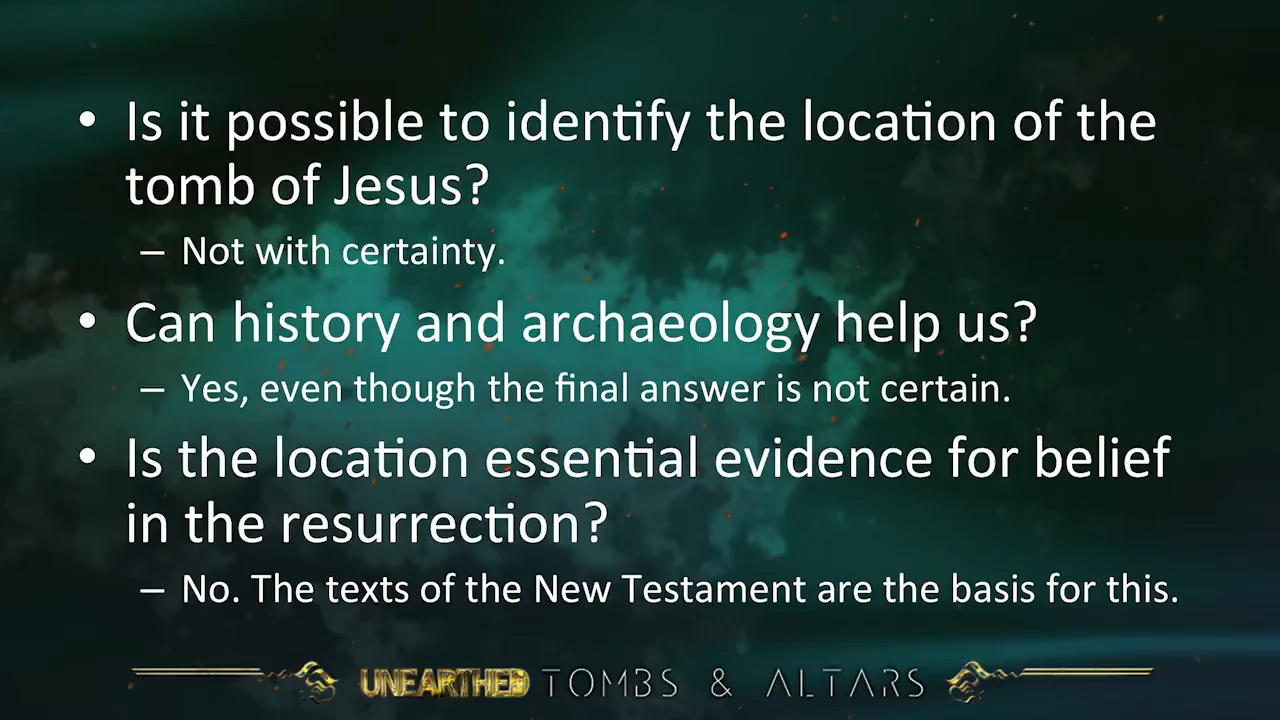 • Is it possible to identify the location of the
tomb of Jesus?
– Not with certainty.
• Can history and archaeology help us?
– Yes, even though the final answer is not certain.
• Is the location essential evidence for belief
in the resurrection?
– No. The texts of the New Testament are the basis for this.
UNEARTHED TOMBS & ALTARS